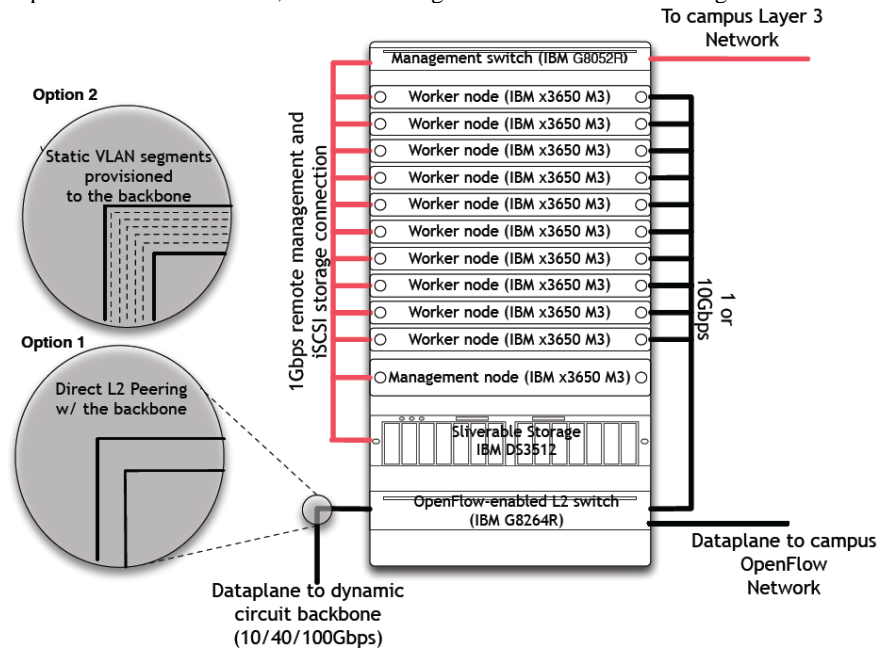 To campus Layer 3
Network
Management switch (IBM G8052R)
Option 2
Static VLAN segments
provisioned
to the backbone
Option 1
Direct L2 Peering
w/ the backbone
1Gbps remote management and
iSCSI storage connection
Worker node (IBM x3650 M3)
Worker node (IBM x3650 M3)
Worker node (IBM x3650 M3)
Worker node (IBM x3650 M3)
Worker node (IBM x3650 M3)
Worker node (IBM x3650 M3)
Worker node (IBM x3650 M3)
Worker node (IBM x3650 M3)
Worker node (IBM x3650 M3)
Worker node (IBM x3650 M3)
Management node (IBM x3650 M3)
1 or
10Gbps
Sliverable Storage
IBM DS3512
OpenFlow-enabled L2 switch
(IBM G8264R)
Dataplane to campus
OpenFlow
Network
Dataplane to dynamic
circuit backbone
(10/40/100Gbps)